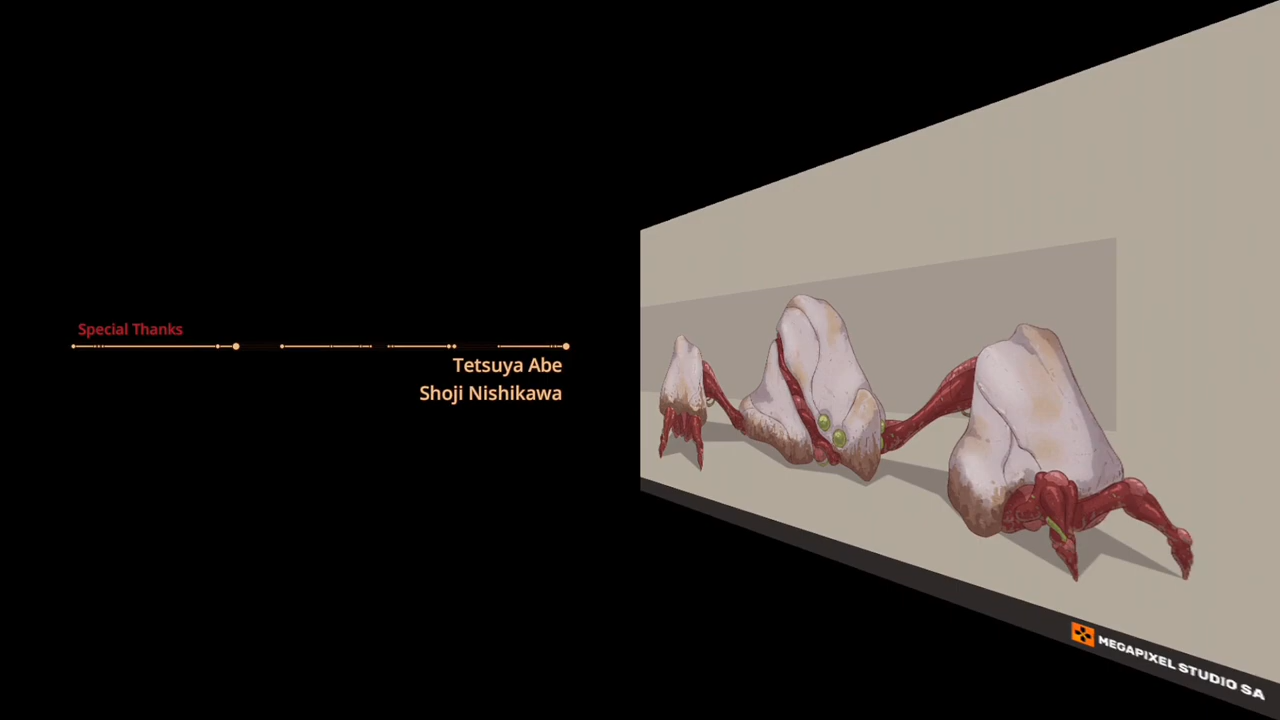 Special Thanks
Tetsuya Abe
Shoji Nishikawa
MEGAPIXEL STUDIO SA